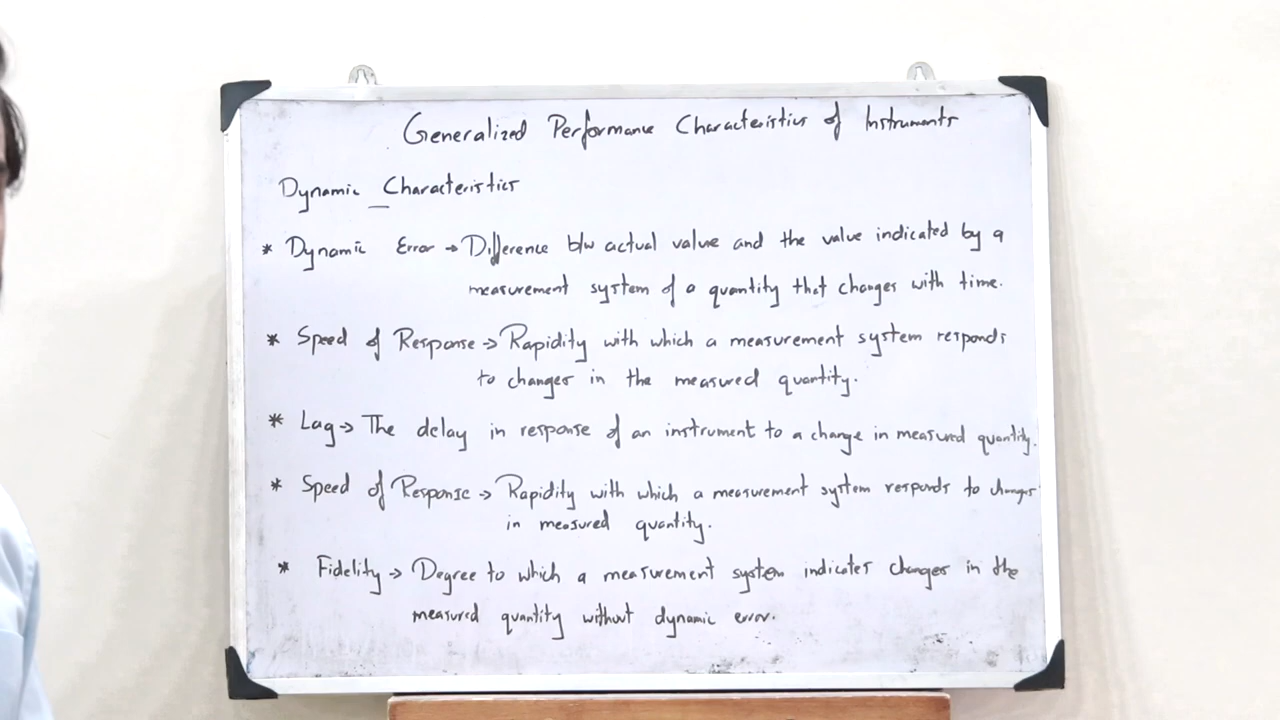 Generalized Performance Characteristics of Instruments
Dynamic Characteristics
* Dynamic Error → Difference b/w actual value and the value indicated by a
measurement system of a quantity that changes with time.
* Speed of Response → Rapidity with which a measurement system responds
to changes in the measured quantity.
* Lag → The delay in response of an instrument to a change in measured quantity.
* Speed of Response → Rapidity with which a measurement system responds to changes
in measured quantity.
* Fidelity → Degree to which a measurement system indicates changes in the
measured quantity without dynamic error.